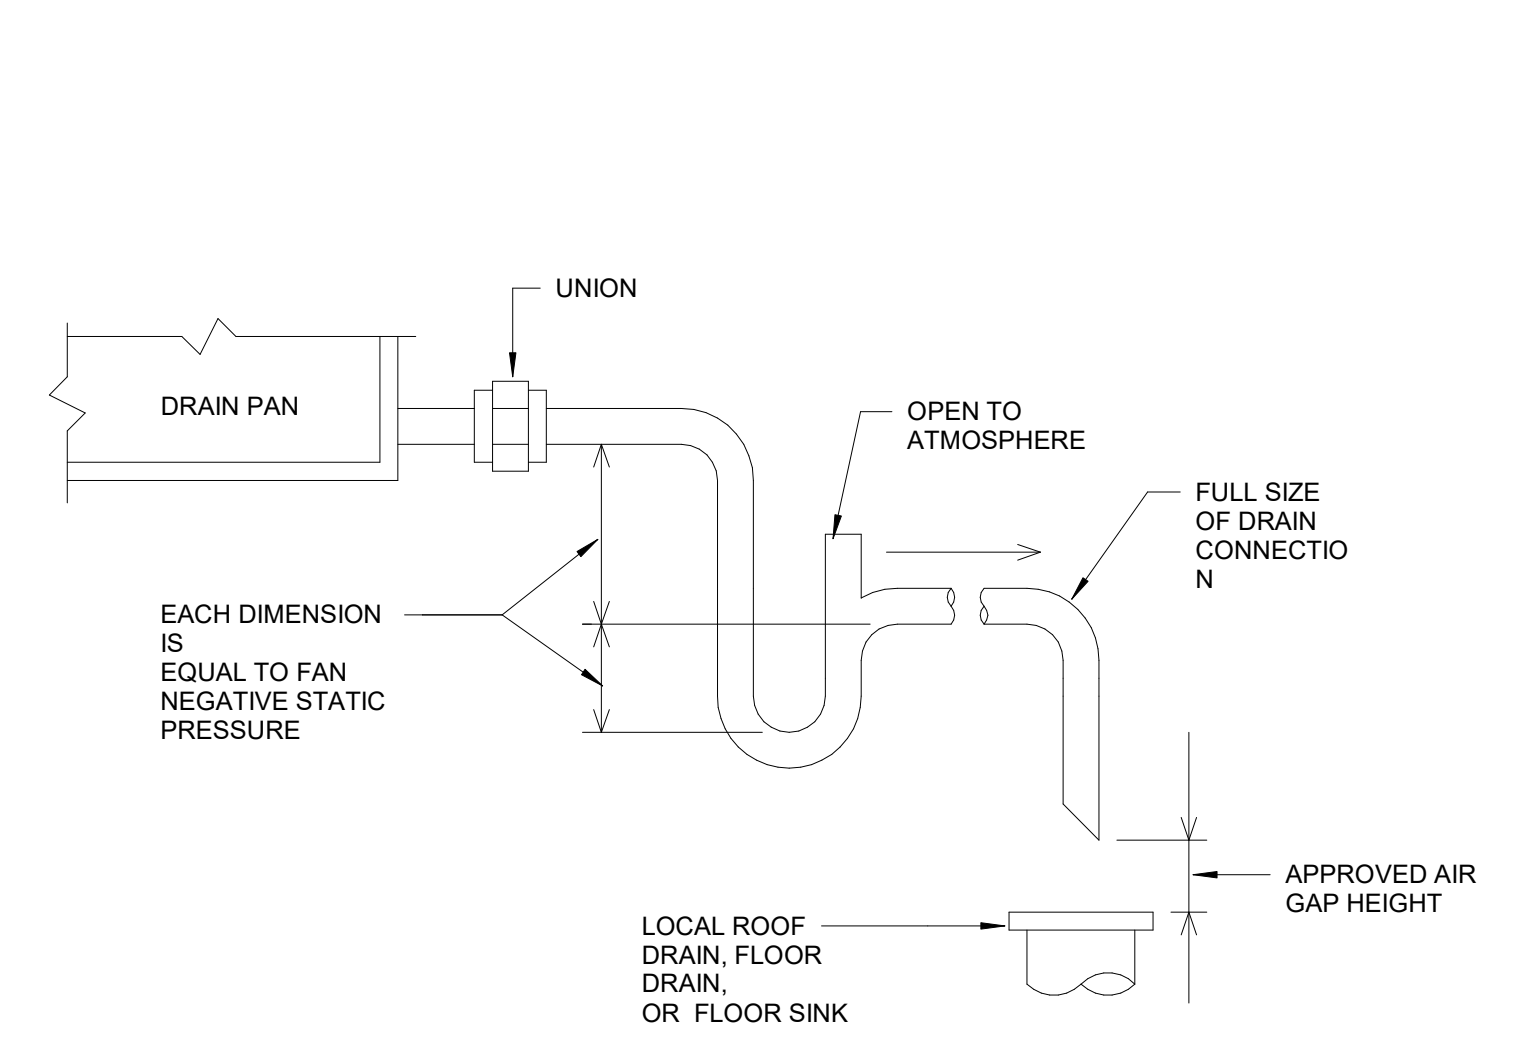 UNION
DRAIN PAN
OPEN TO
ATMOSPHERE
FULL SIZE
OF DRAIN
CONNECTIO
N
EACH DIMENSION
IS
EQUAL TO FAN
NEGATIVE STATIC
PRESSURE
APPROVED AIR
GAP HEIGHT
LOCAL ROOF
DRAIN, FLOOR
DRAIN,
OR FLOOR SINK